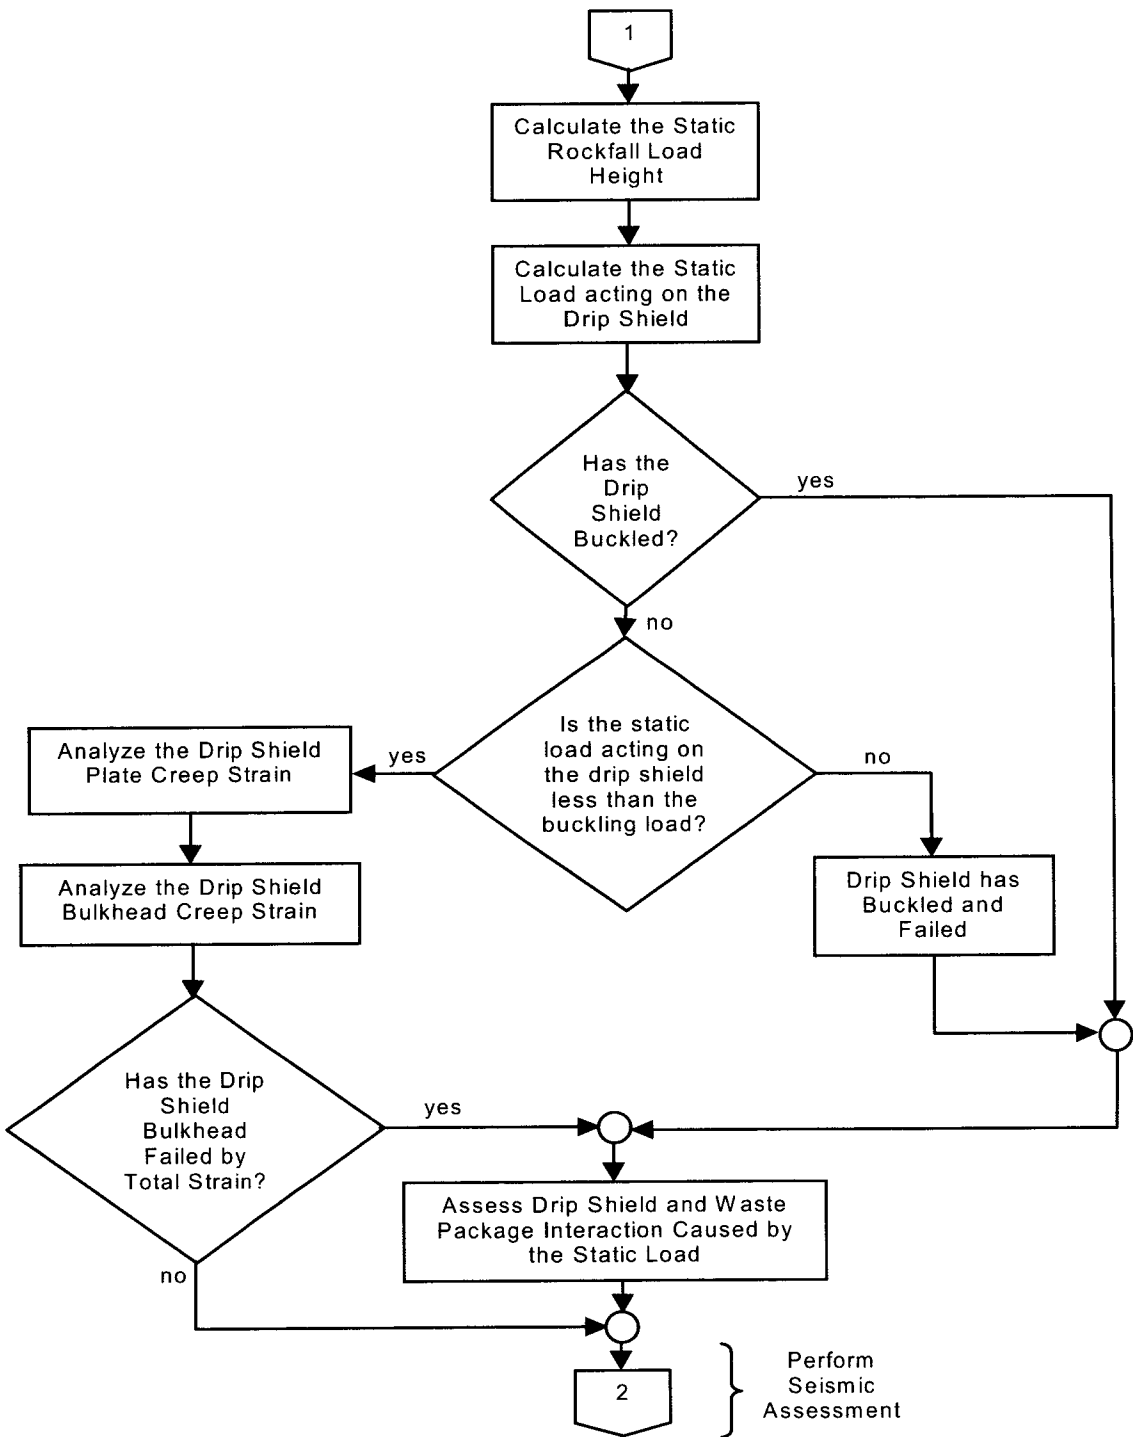 1
Calculate the Static
Rockfall Load
Height
Calculate the Static
Load acting on the
Drip Shield
Has the
Drip
Shield
Buckled?
yes
no
Is the static
load acting on
the drip shield
less than the
buckling load?
yes
no
Analyze the Drip Shield
Plate Creep Strain
Analyze the Drip Shield
Bulkhead Creep Strain
Drip Shield has
Buckled and
Failed
Has the Drip
Shield
Bulkhead
Failed by
Total Strain?
yes
no
Assess Drip Shield and Waste
Package Interaction Caused by
the Static Load
2
Perform
Seismic
Assessment